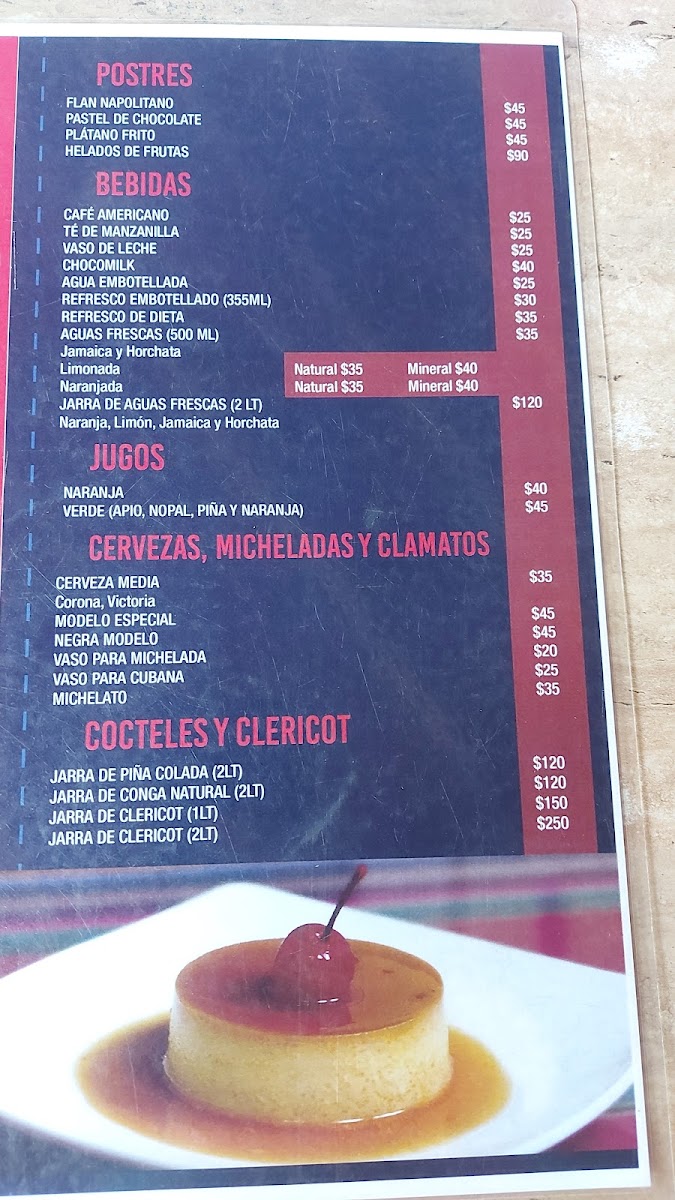 POSTRES
FLAN NAPOLITANO $45
PASTEL DE CHOCOLATE $45
PLÁTANO FRITO $45
HELADOS DE FRUTAS $90
BEBIDAS
CAFÉ AMERICANO $25
TÉ DE MANZANILLA $25
VASO DE LECHE $25
CHOCOMILK $40
AGUA EMBOTELLADA $25
REFRESCO EMBOTELLADO (355ML) $30
REFRESCO DE DIETA $35
AGUAS FRESCAS (500 ML) $35
Jamaica y Horchata
Limonada Natural $35 Mineral $40
Naranjada Natural $35 Mineral $40
JARRA DE AGUAS FRESCAS (2 LT) $120
Naranja, Limón, Jamaica y Horchata
JUGOS
NARANJA $40
VERDE (APIO, NOPAL, PIÑA Y NARANJA) $45
CERVEZAS, MICHELADAS Y CLAMATOS
CERVEZA MEDIA $35
Corona, Victoria
MODELO ESPECIAL $45
NEGRA MODELO $45
VASO PARA MICHELADA $20
VASO PARA CUBANA $25
MICHELATO $35
COCTELES Y CLERICOT
JARRA DE PIÑA COLADA (2LT) $120
JARRA DE CONGA NATURAL (2LT) $120
JARRA DE CLERICOT (1LT) $150
JARRA DE CLERICOT (2LT) $250